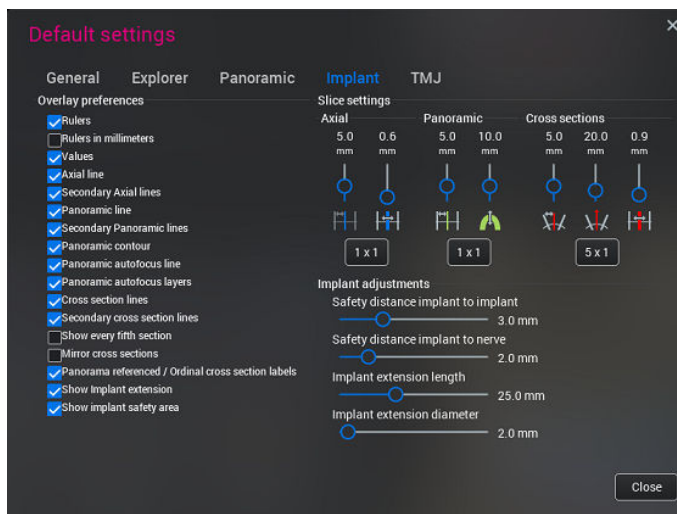 Default settings
General Explorer Panoramic Implant TMJ
Overlay preferences
Rulers
Rulers in millimeters
Values
Axial line
Secondary Axial lines
Panoramic line
Secondary Panoramic lines
Panoramic contour
Panoramic autofocus line
Panoramic autofocus layers
Cross section lines
Secondary cross section lines
Show every fifth section
Mirror cross sections
Panorama referenced / Ordinal cross section labels
Show Implant extension
Show implant safety area
Slice settings
Axial Panoramic Cross sections
5.0 0.6 5.0 10.0 5.0 20.0 0.9
mm mm mm mm mm mm mm
1 x 1 1 x 1 5 x 1
Implant adjustments
Safety distance implant to implant
3.0 mm
Safety distance implant to nerve
2.0 mm
Implant extension length
25.0 mm
Implant extension diameter
2.0 mm
Close